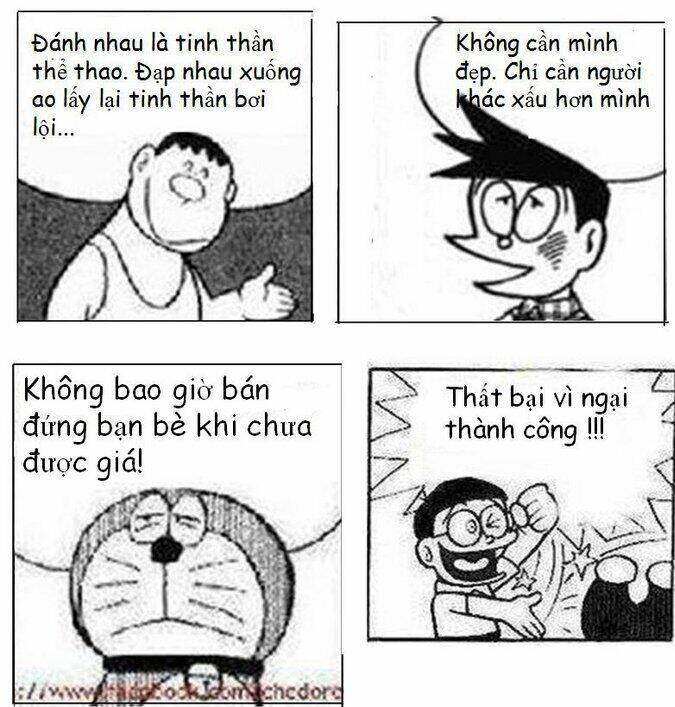 Đánh nhau là tinh thần
thể thao. Đạp nhau xuống
ao lấy lại tinh thần bơi
lội...
Không cần mình
đẹp. Chỉ cần người
khác xấu hơn mình
Không bao giờ bán
đứng bạn bè khi chưa
được giá!
Thất bại vì ngại
thành công !!!